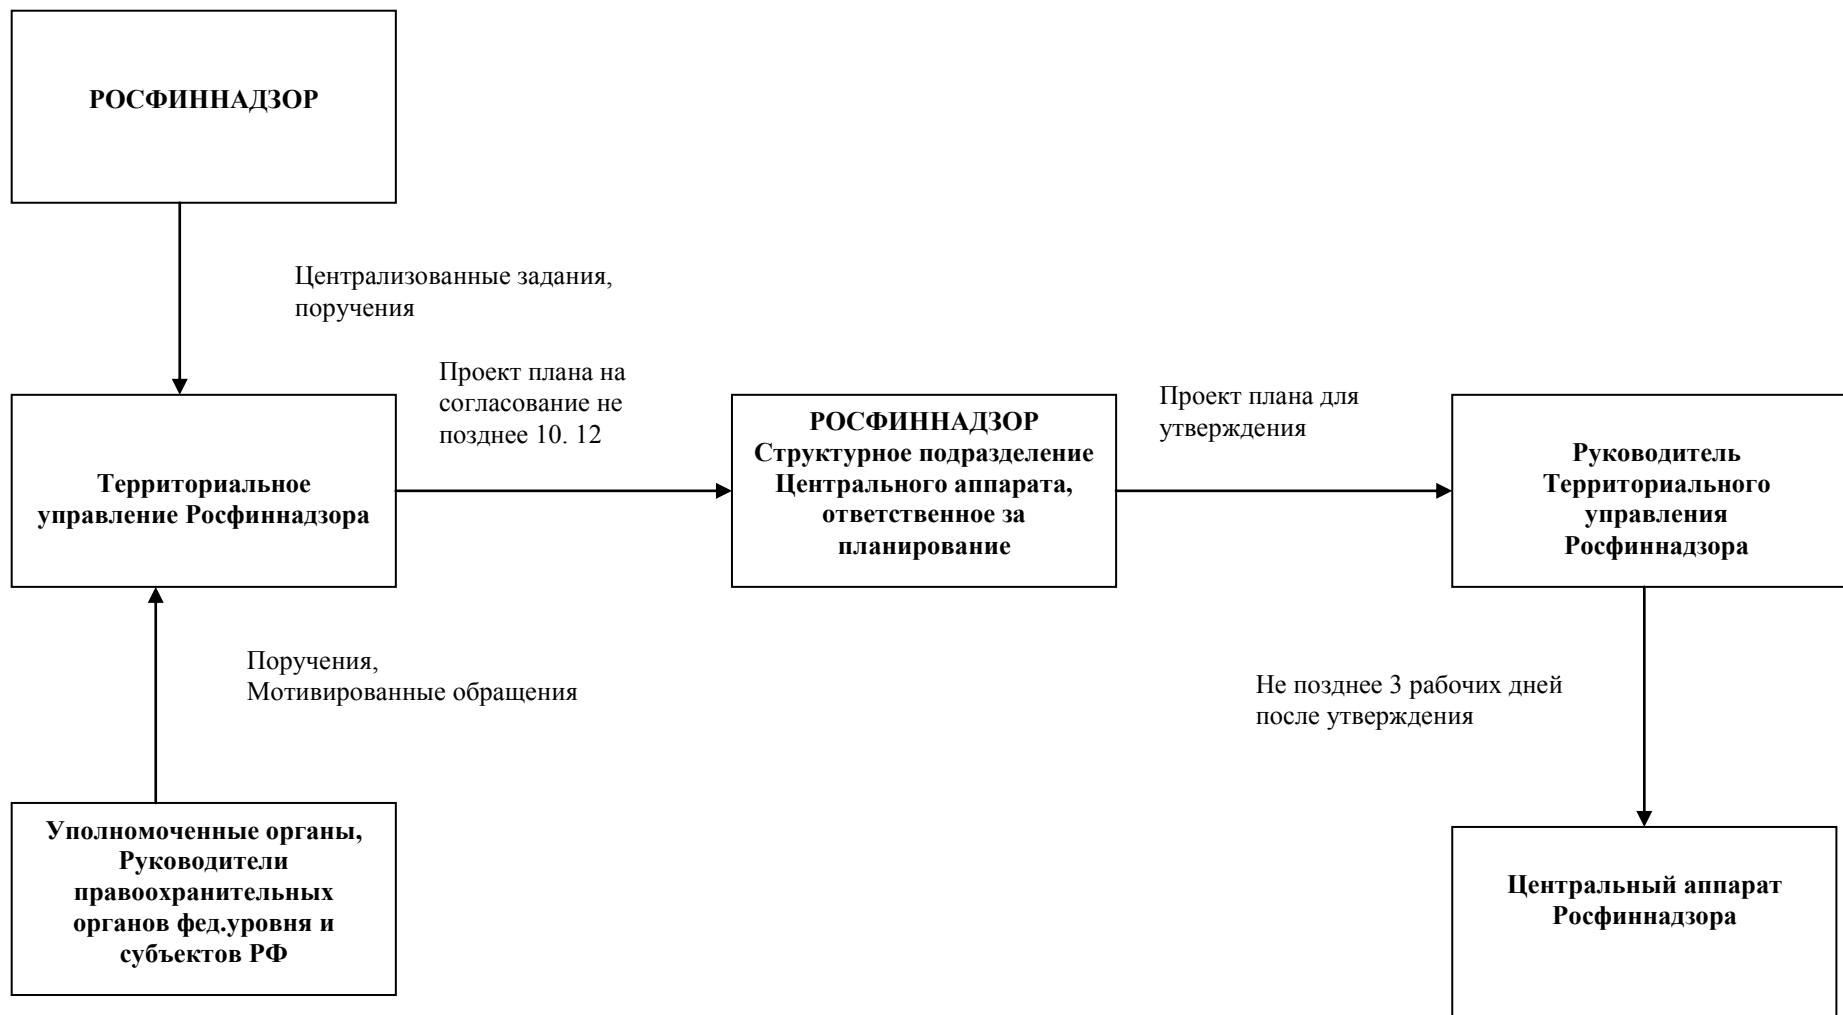 РОСФИННАДЗОР
Централизованные задания,
поручения
Проект плана на
согласование не
позднее 10. 12
Проект плана для
утверждения
Территориальное
управление Росфиннадзора
РОСФИННАДЗОР
Структурное подразделение
Центрального аппарата,
ответственное за
планирование
Руководитель
Территориального
управления
Росфиннадзора
Поручения,
Мотивированные обращения
Не позднее 3 рабочих дней
после утверждения
Уполномоченные органы,
Руководители
правоохранительных
органов фед.уровня и
субъектов РФ
Центральный аппарат
Росфиннадзора